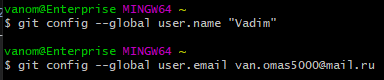 vanom@Enterprise MINGW64 ~
$ git config --global user.name "Vadim"
vanom@Enterprise MINGW64 ~
$ git config --global user.email van.omas5000@mail.ru